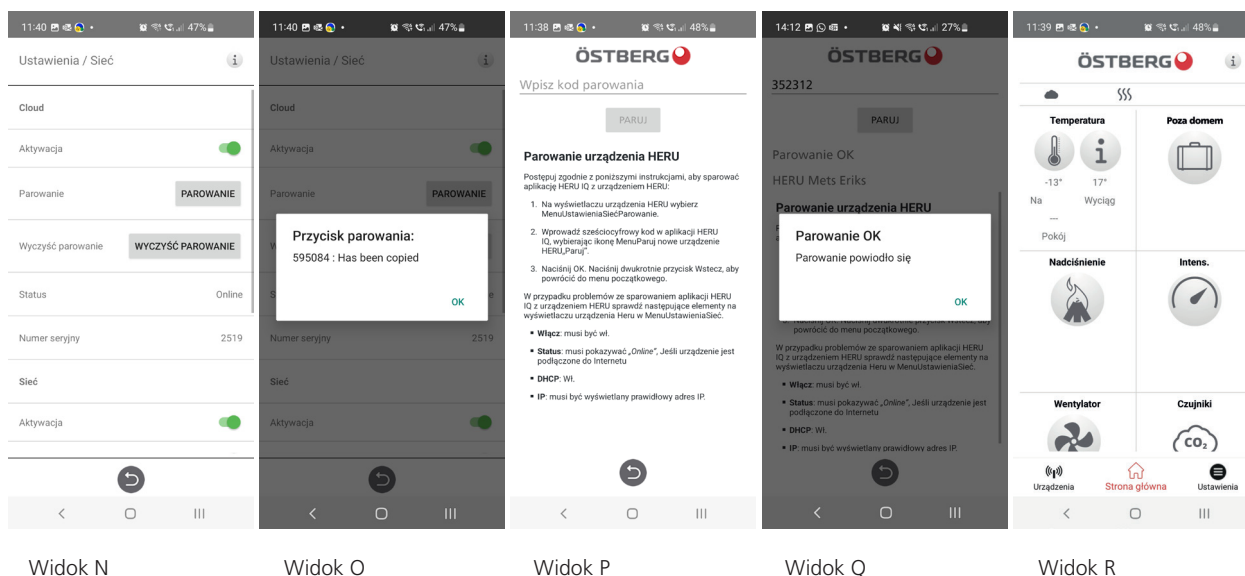 11:40 47%
Ustawienia / Sieć i
Cloud
Aktywacja
Parowanie PAROWANIE
Wyczyść parowanie WYCZYŚĆ PAROWANIE
Status Online
Numer seryjny 2519
Sieć
Aktywacja
Widok N
11:40 47%
Ustawienia / Sieć i
Cloud
Aktywacja
Parowanie PAROWANIE
Przycisk parowania:
595084 : Has been copied
OK
Numer seryjny 2519
Sieć
Aktywacja
Widok O
11:38 48%
ÖSTBERG
Wpisz kod parowania
PARUJ
Parowanie urządzenia HERU
Postępuj zgodnie z poniższymi instrukcjami, aby sparować
aplikację HERU IQ z urządzeniem HERU:
1. Na wyświetlaczu urządzenia HERU wybierz
MenuUstawieniaSiećParowanie.
2. Wprowadź sześciocyfrowy kod w aplikacji HERU
IQ, wybierając ikonę MenuParuj nowe urządzenie
HERU„Paruj”.
3. Naciśnij OK. Naciśnij dwukrotnie przycisk Wstecz, aby
powrócić do menu początkowego.
W przypadku problemów ze sparowaniem aplikacji HERU
IQ z urządzeniem HERU sprawdź następujące elementy na
wyświetlaczu urządzenia Heru w MenuUstawieniaSieć.
▪ Włącz: musi być wł.
▪ Status: musi pokazywać „Online”, Jeśli urządzenie jest
podłączone do Internetu
▪ DHCP: Wł.
▪ IP: musi być wyświetlany prawidłowy adres IP.
Widok P
14:12 27%
ÖSTBERG
352312
PARUJ
Parowanie OK
HERU Mets Eriks
Parowanie urządzenia HERU
Parowanie OK
Parowanie powiodło się
OK
3. Naciśnij OK. Naciśnij dwukrotnie przycisk Wstecz, aby
powrócić do menu początkowego.
W przypadku problemów ze sparowaniem aplikacji HERU
IQ z urządzeniem HERU sprawdź następujące elementy na
wyświetlaczu urządzenia Heru w MenuUstawieniaSieć.
▪ Włącz: musi być wł.
▪ Status: musi pokazywać „Online”, Jeśli urządzenie jest
podłączone do Internetu
▪ DHCP: Wł.
▪ IP: musi być wyświetlany prawidłowy adres IP.
Widok Q
11:39 48%
ÖSTBERG i
Temperatura Poza domem
i
-13° 17°
Na Wyciąg
---
Pokój
Nadciśnienie Intens.
Wentylator Czujniki
CO₂
Urządzenia Strona główna Ustawienia
Widok R